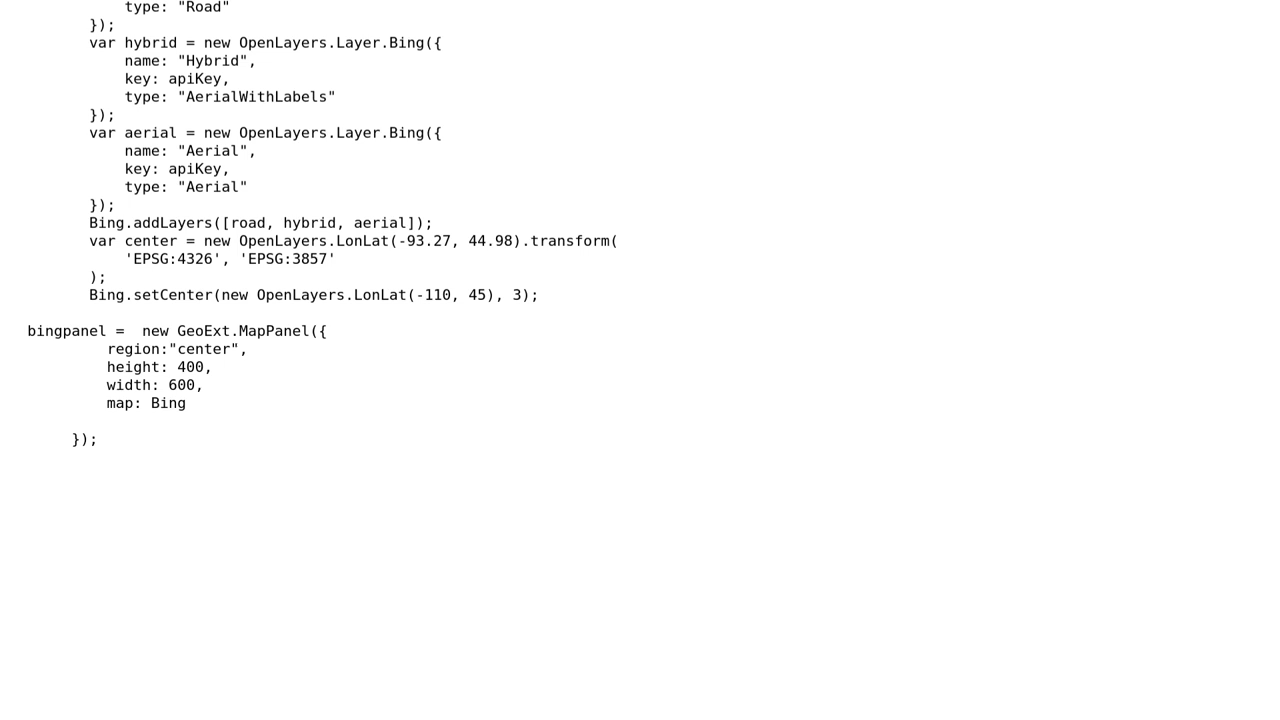 type: "Road"
});
var hybrid = new OpenLayers.Layer.Bing({
name: "Hybrid",
key: apiKey,
type: "AerialWithLabels"
});
var aerial = new OpenLayers.Layer.Bing({
name: "Aerial",
key: apiKey,
type: "Aerial"
});
Bing.addLayers([road, hybrid, aerial]);
var center = new OpenLayers.LonLat(-93.27, 44.98).transform(
'EPSG:4326', 'EPSG:3857'
);
Bing.setCenter(new OpenLayers.LonLat(-110, 45), 3);
bingpanel =  new GeoExt.MapPanel({
region:"center",
height: 400,
width: 600,
map: Bing
});